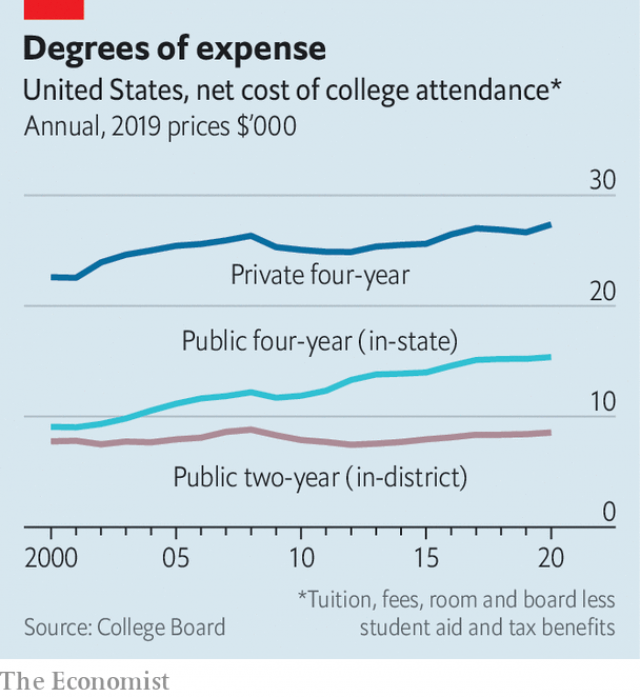 Degrees of expense
United States, net cost of college attendance*
Annual, 2019 prices $'000
30
Private four-year
20
Public four-year (in-state)
10
Public two-year (in-district)
0
2000 05 10 15 20
*Tuition, fees, room and board less
Source: College Board student aid and tax benefits
The Economist